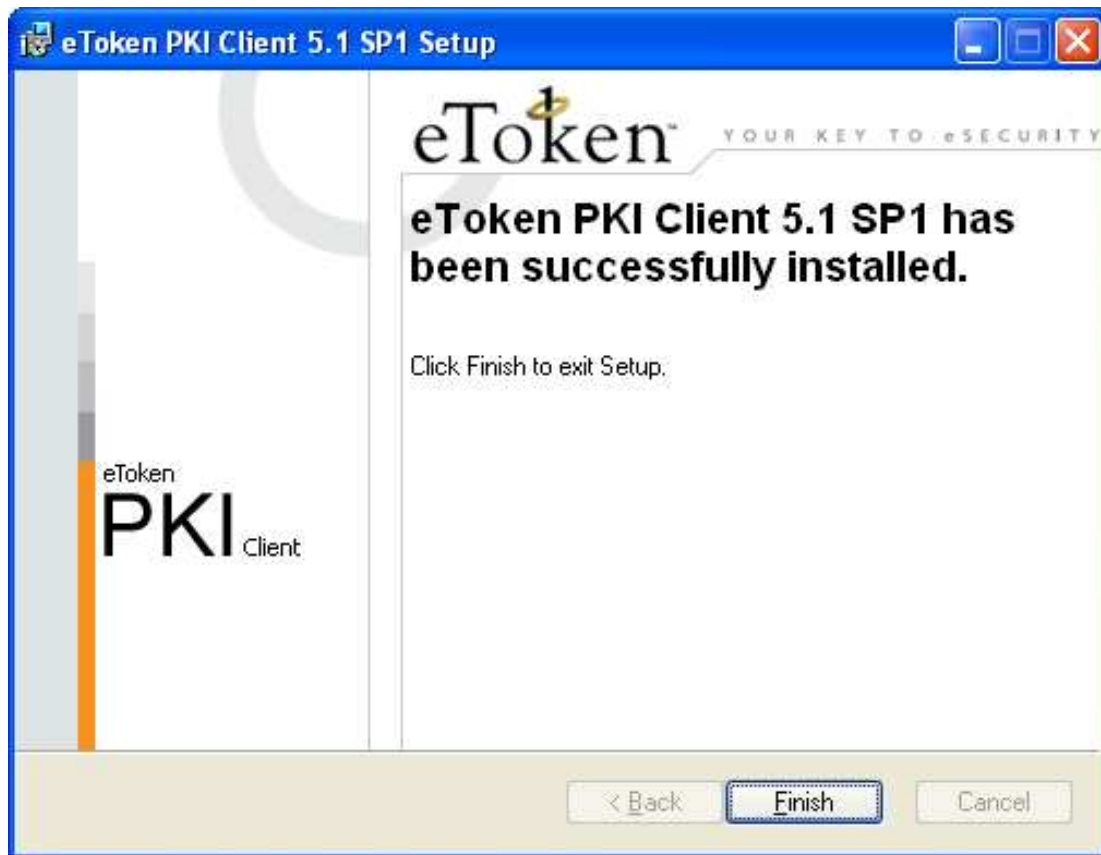 eToken PKI Client 5.1 SP1 Setup
eToken™ YOUR KEY TO eSECURITY
eToken PKI Client 5.1 SP1 has
been successfully installed.
Click Finish to exit Setup.
eToken
PKI Client
< Back Finish Cancel